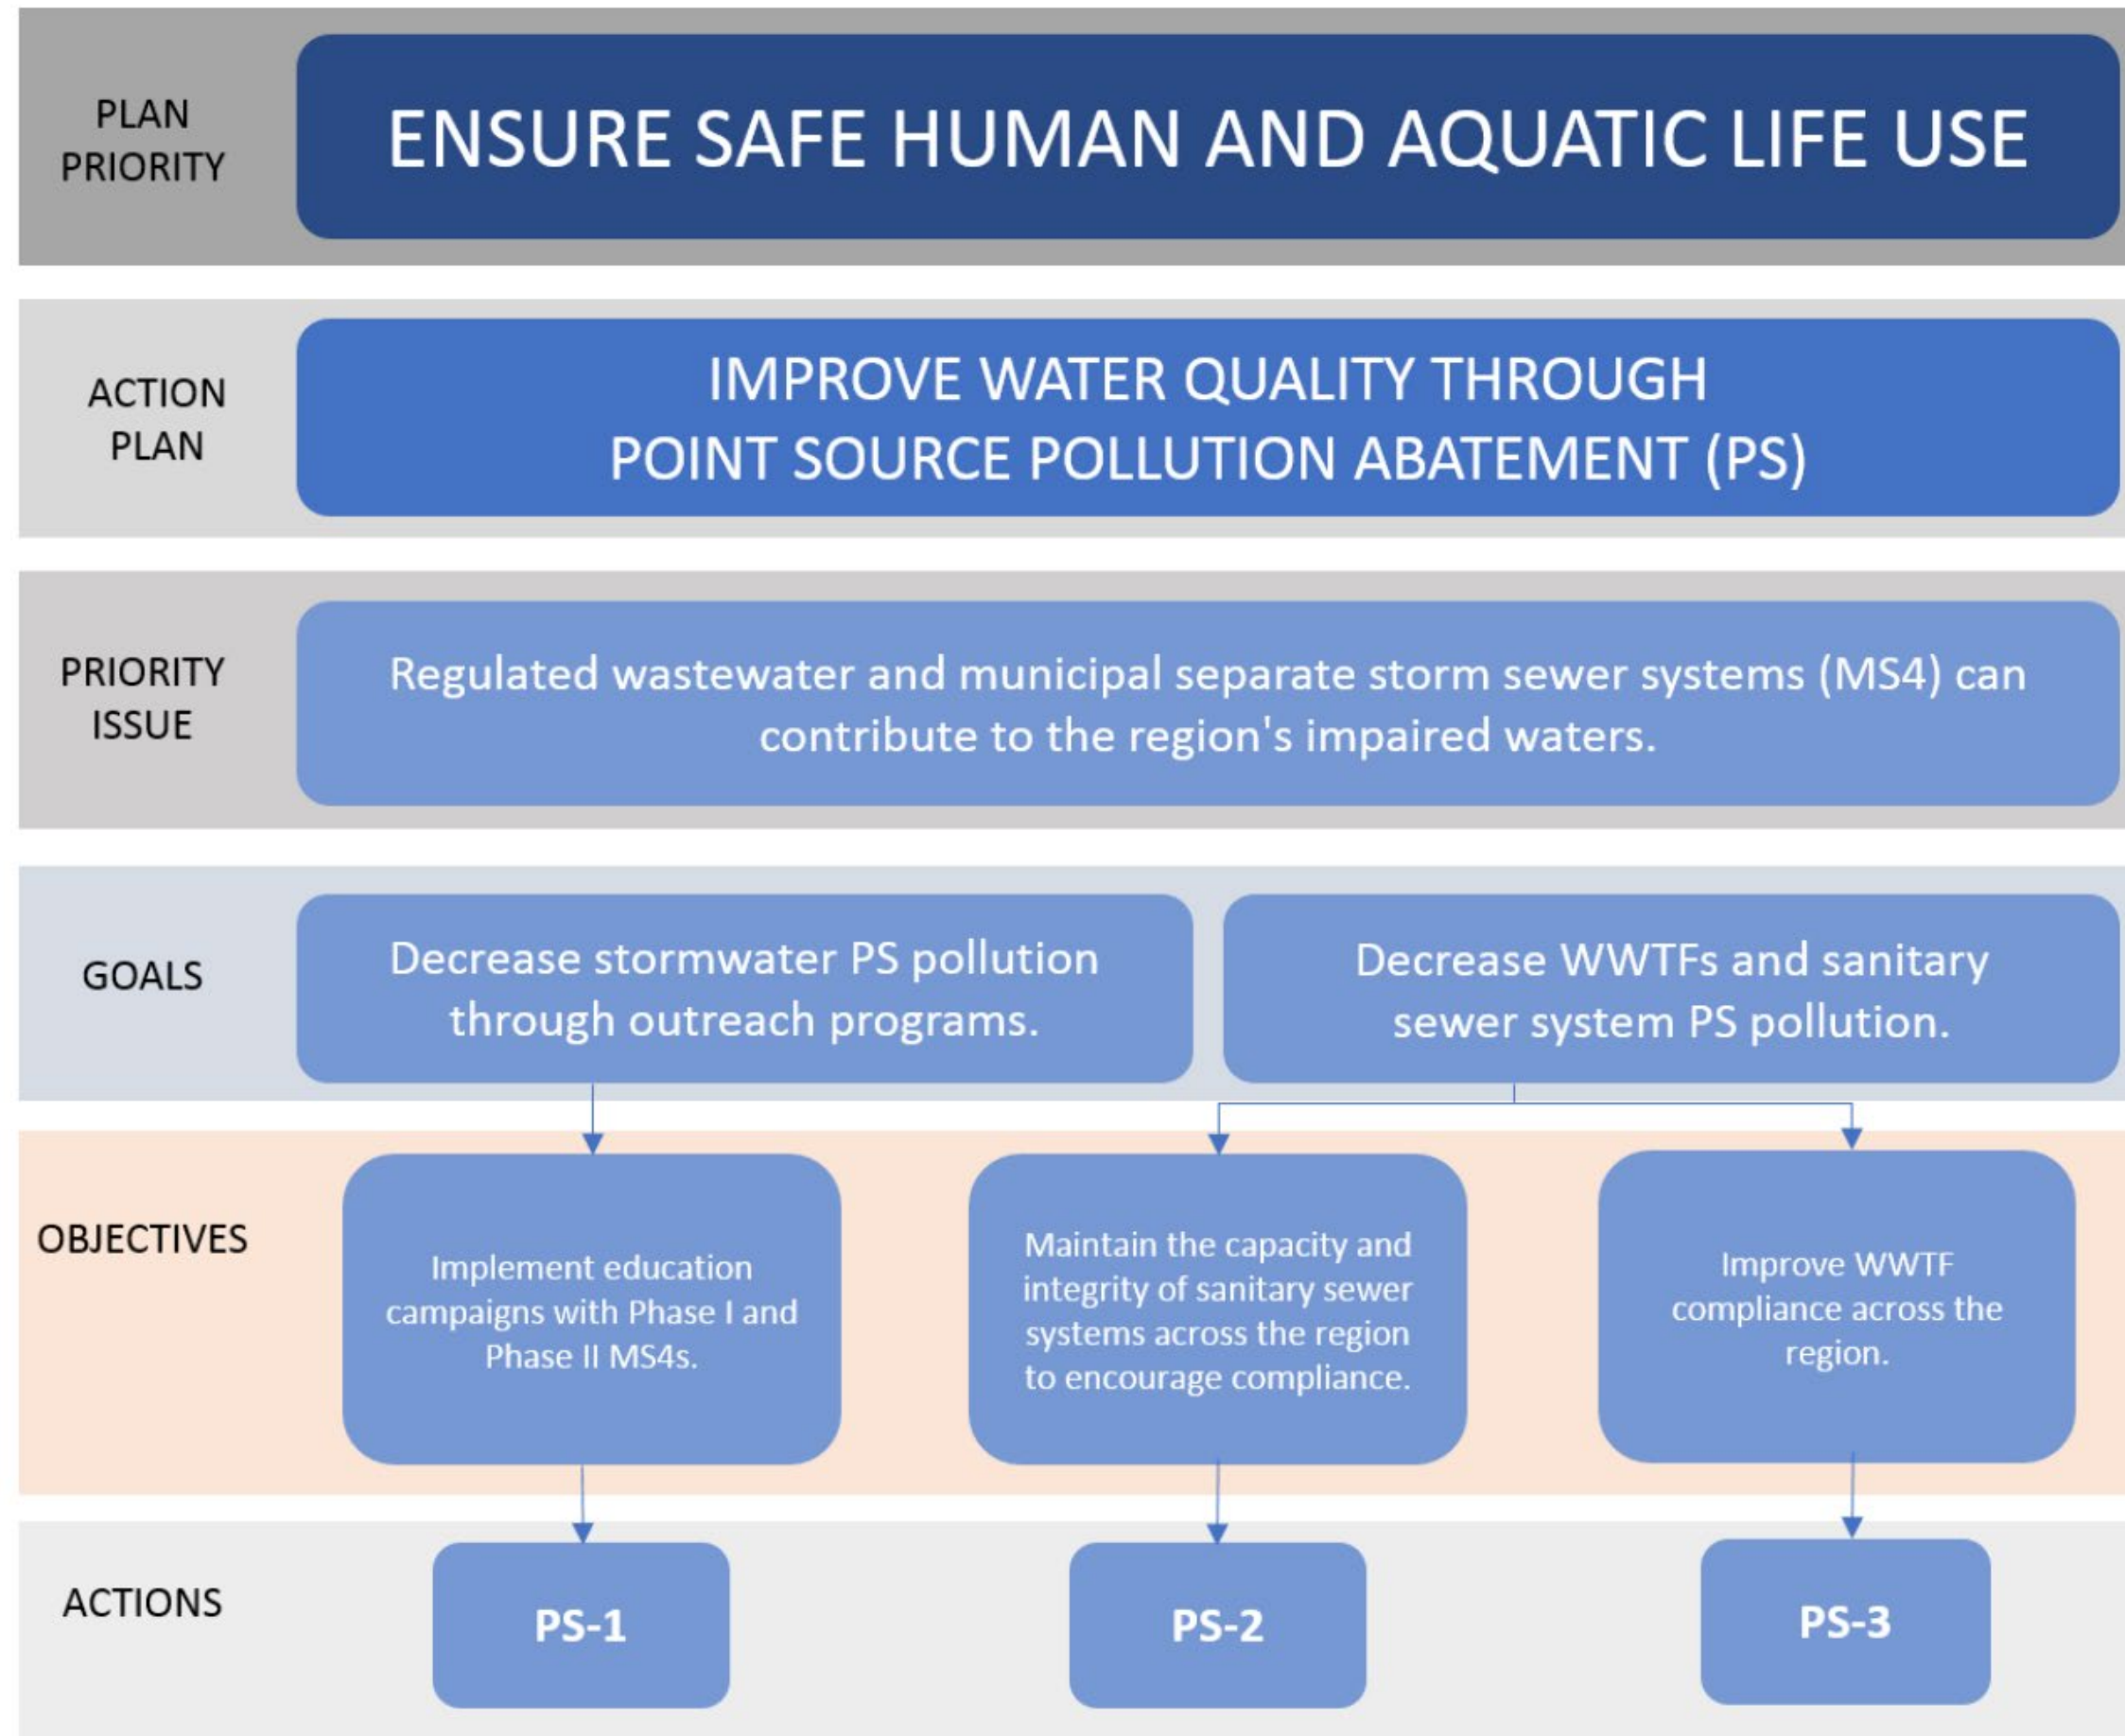 PLAN
PRIORITY
ENSURE SAFE HUMAN AND AQUATIC LIFE USE
ACTION
PLAN
IMPROVE WATER QUALITY THROUGH
POINT SOURCE POLLUTION ABATEMENT (PS)
PRIORITY
ISSUE
Regulated wastewater and municipal separate storm sewer systems (MS4) can
contribute to the region's impaired waters.
GOALS
Decrease stormwater PS pollution
through outreach programs.
Decrease WWTFs and sanitary
sewer system PS pollution.
OBJECTIVES
Implement education
campaigns with Phase I and
Phase II MS4s.
Maintain the capacity and
integrity of sanitary sewer
systems across the region
to encourage compliance.
Improve WWTF
compliance across the
region.
ACTIONS
PS-1
PS-2
PS-3